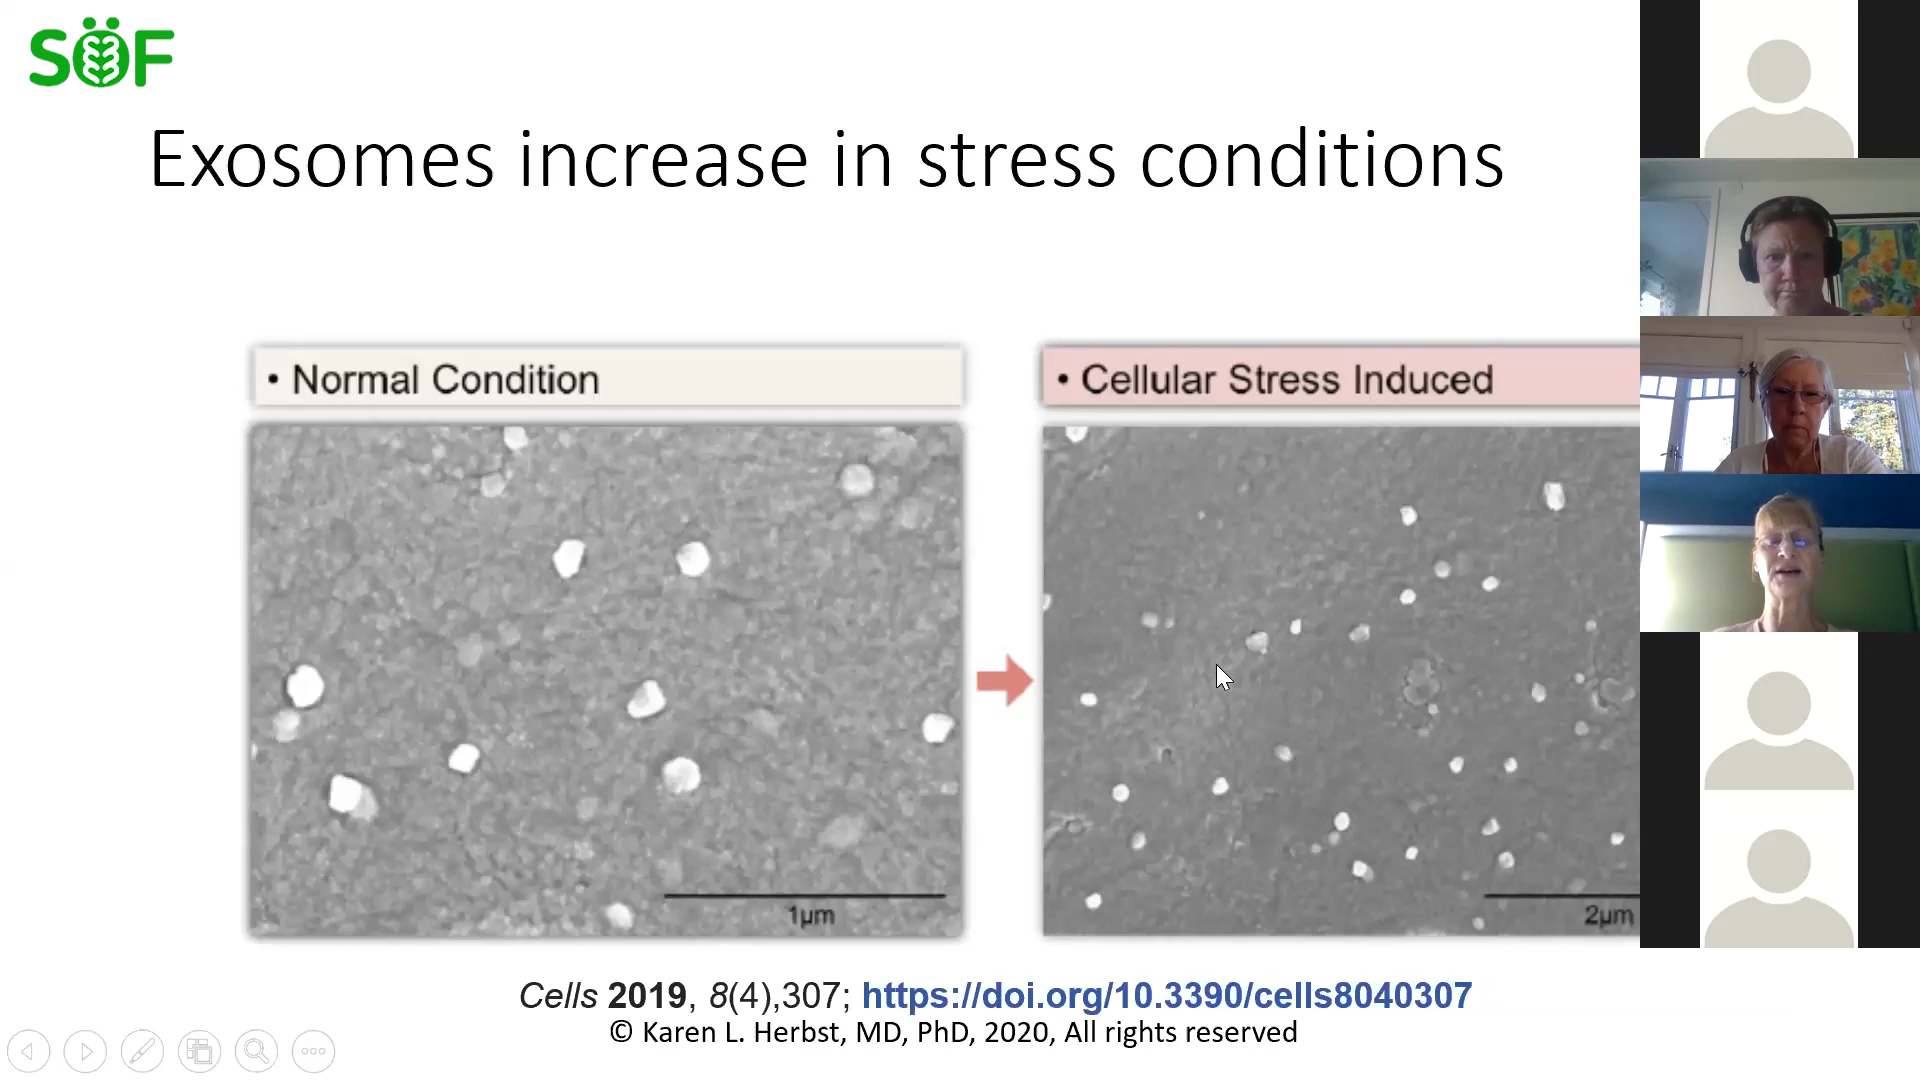 SÖF
Exosomes increase in stress conditions
• Normal Condition
• Cellular Stress Induced
1µm
2µm
Cells 2019, 8(4),307; https://doi.org/10.3390/cells8040307
© Karen L. Herbst, MD, PhD, 2020, All rights reserved